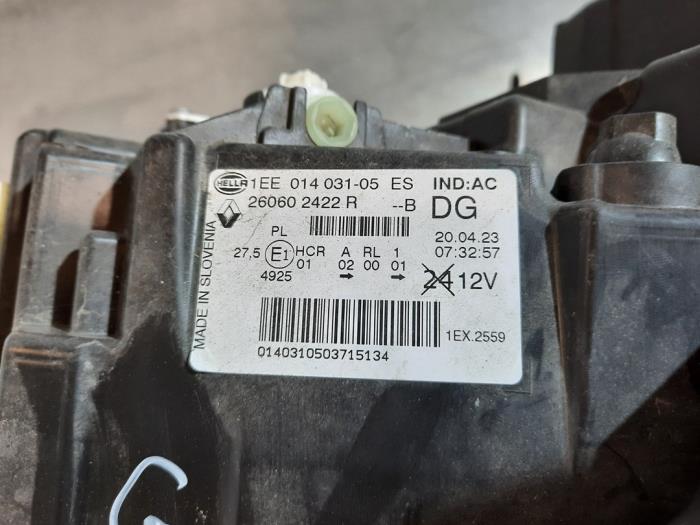 HELLA 1EE 014 031-05 ES IND:AC
26060 2422 R --B DG
PL 20.04.23
27,5 E1 HCR A RL 1 07:32:57
01 02 00 01
4925 → → 24 12V
MADE IN SLOVENIA
1EX.2559
0140310503715134